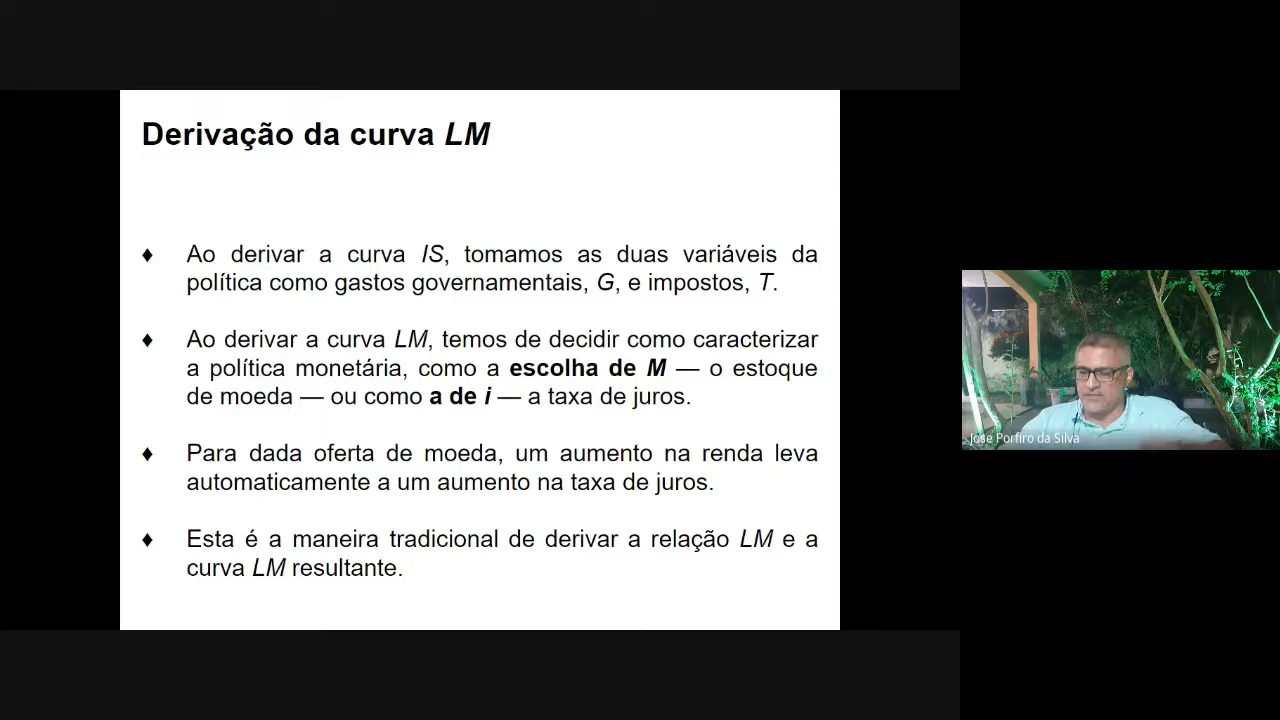 Derivação da curva LM
♦ Ao derivar a curva IS, tomamos as duas variáveis da
política como gastos governamentais, G, e impostos, T.
♦ Ao derivar a curva LM, temos de decidir como caracterizar
a política monetária, como a escolha de M — o estoque
de moeda — ou como a de i — a taxa de juros.
♦ Para dada oferta de moeda, um aumento na renda leva
automaticamente a um aumento na taxa de juros.
♦ Esta é a maneira tradicional de derivar a relação LM e a
curva LM resultante.
Jose Porfiro da Silva